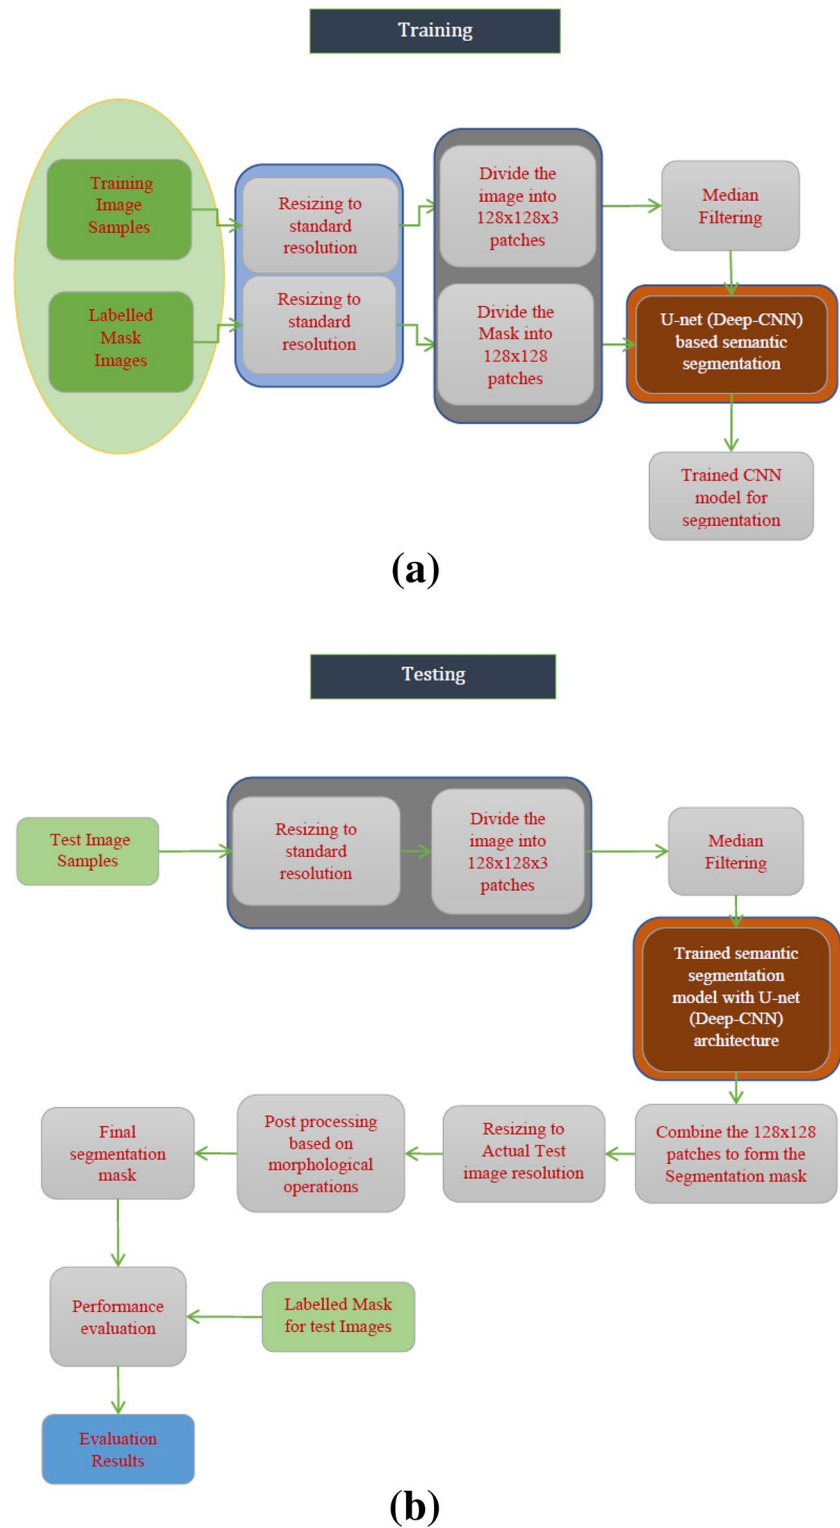 Training
Training
Image
Samples
Resizing to
standard
resolution
Divide the
image into
128x128x3
patches
Median
Filtering
Labelled
Mask
Images
Resizing to
standard
resolution
Divide the
Mask into
128x128
patches
U-net (Deep-CNN)
based semantic
segmentation
Trained CNN
model for
segmentation
(a)
Testing
Test Image
Samples
Resizing to
standard
resolution
Divide the
image into
128x128x3
patches
Median
Filtering
Trained semantic
segmentation
model with U-net
(Deep-CNN)
architecture
Combine the 128x128
patches to form the
Segmentation mask
Resizing to
Actual Test
image resolution
Post processing
based on
morphological
operations
Final
segmentation
mask
Performance
evaluation
Labelled Mask
for test Images
Evaluation
Results
(b)